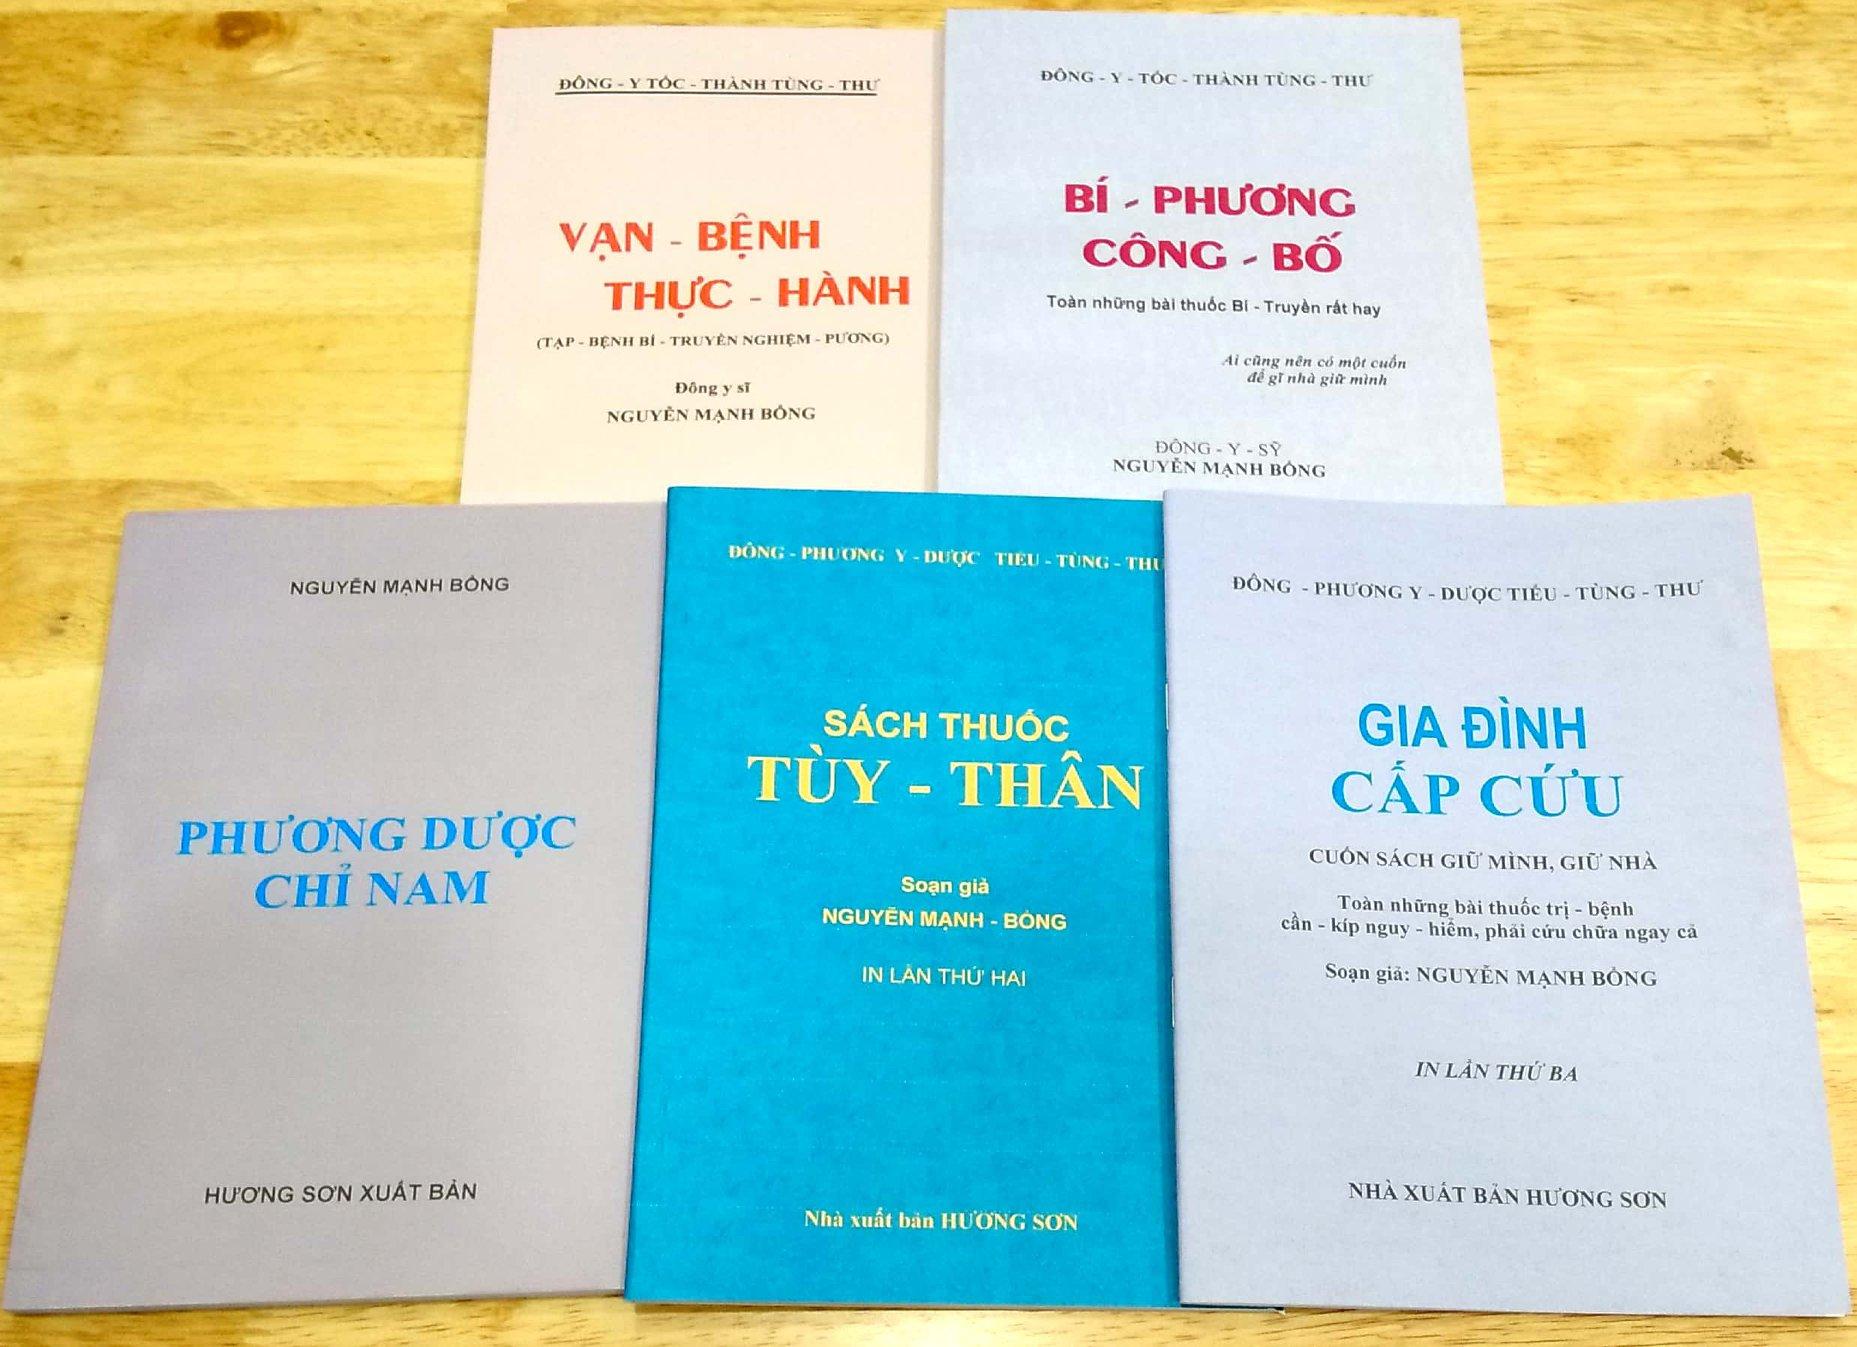 ĐÔNG - Y TỐC - THÀNH TÙNG - THƯ
VẠN - BỆNH
THỰC - HÀNH
(TẠP - BỆNH BÍ - TRUYỀN NGHIỆM - PƯƠNG)
Đông y sĩ
NGUYỄN MẠNH BỔNG
ĐÔNG - Y - TỐC - THÀNH TÙNG - THƯ
BÍ - PHƯƠNG
CÔNG - BỐ
Toàn những bài thuốc Bí - Truyền rất hay
Ai cũng nên có một cuốn
để gĩ nhà giữ mình
ĐÔNG - Y - SỸ
NGUYỄN MẠNH BỔNG
NGUYỄN MẠNH BỔNG
PHƯƠNG DƯỢC
CHỈ NAM
HƯƠNG SƠN XUẤT BẢN
ĐÔNG - PHƯƠNG Y - DƯỢC TIỂU - TÙNG - THƯ
SÁCH THUỐC
TÙY - THÂN
Soạn giả
NGUYỄN MẠNH - BỔNG
IN LẦN THỨ HAI
Nhà xuất bản HƯƠNG SƠN
ĐÔNG - PHƯƠNG Y - DƯỢC TIỂU - TÙNG - THƯ
GIA ĐÌNH
CẤP CỨU
CUỐN SÁCH GIỮ MÌNH, GIỮ NHÀ
Toàn những bài thuốc trị - bệnh
cần - kíp nguy - hiểm, phải cứu chữa ngay cả
Soạn giả: NGUYỄN MẠNH BỔNG
IN LẦN THỨ BA
NHÀ XUẤT BẢN HƯƠNG SƠN